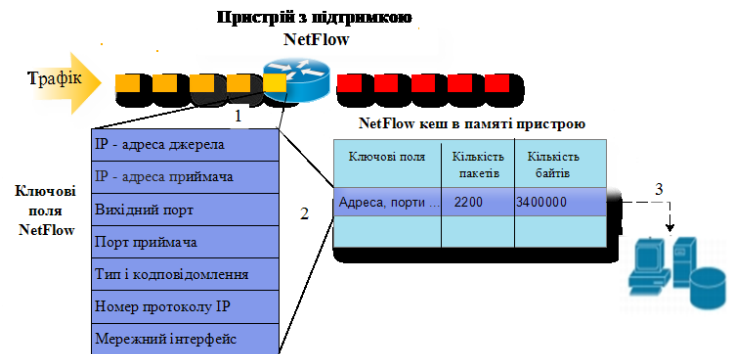 Пристрій з підтримкою
NetFlow
Трафік
1
NetFlow кеш в памяті пристрою
Ключові поля
Кількість
пакетів
Кількість
байтів
Адреса, порти ...
2200
3400000
3
2
Ключові
поля
NetFlow
IP - адреса джерела
IP - адреса приймача
Вихідний порт
Порт приймача
Тип і кодповідомлення
Номер протоколу IP
Мережний інтерфейс